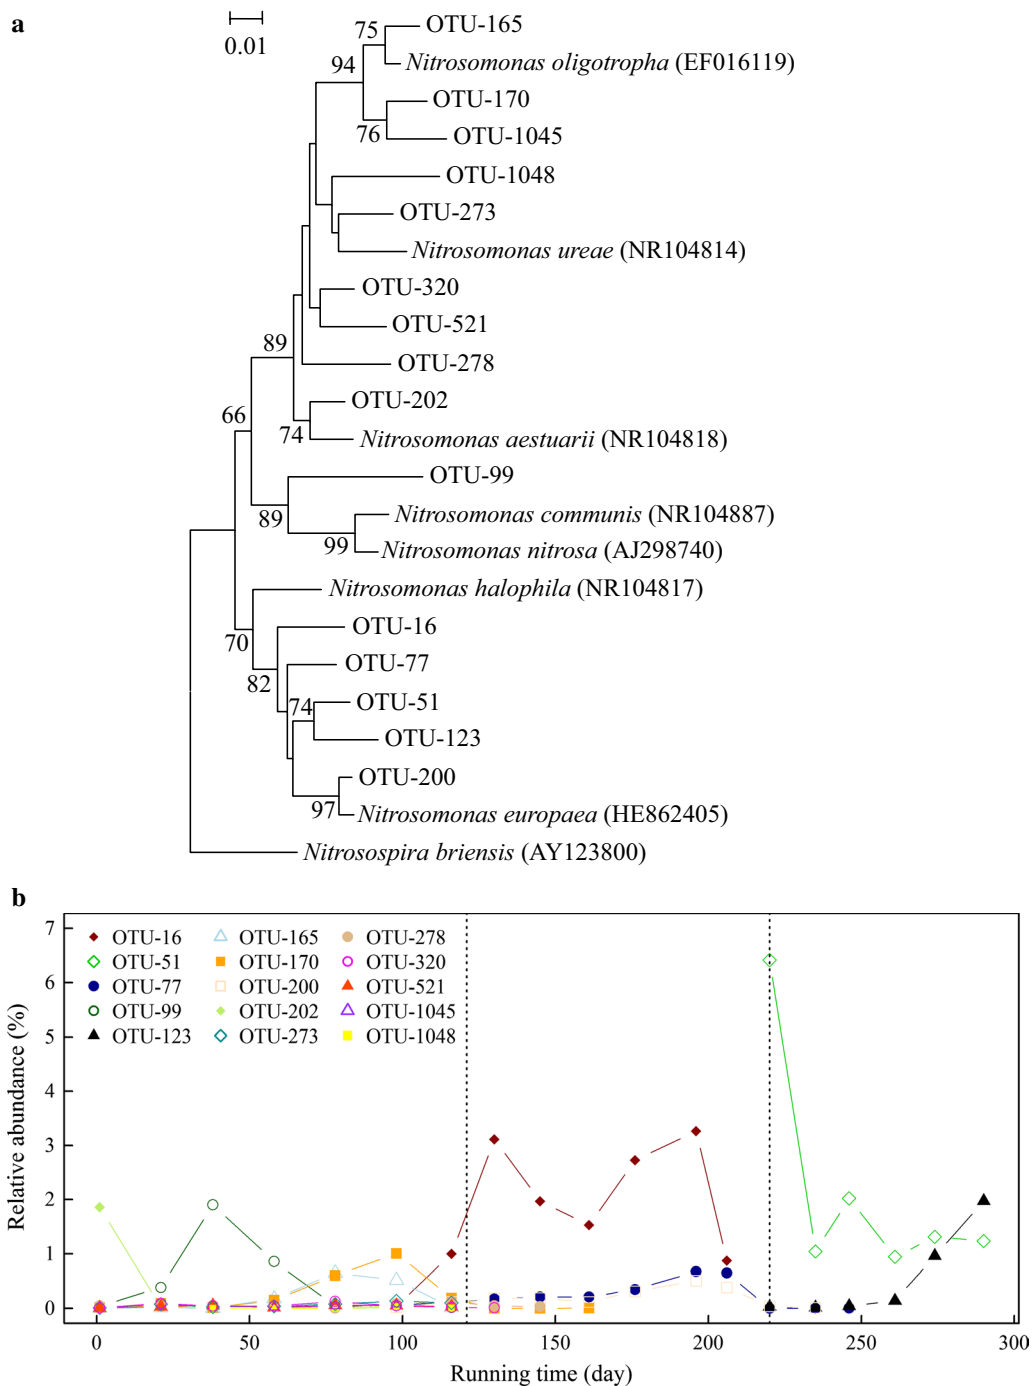 a
0.01
75
OTU-165
94
Nitrosomonas oligotropha (EF016119)
OTU-170
76
OTU-1045
OTU-1048
OTU-273
Nitrosomonas ureae (NR104814)
OTU-320
OTU-521
89
OTU-278
OTU-202
66
74
Nitrosomonas aestuarii (NR104818)
OTU-99
89
Nitrosomonas communis (NR104887)
99
Nitrosomonas nitrosa (AJ298740)
Nitrosomonas halophila (NR104817)
70
OTU-16
82
OTU-77
74
OTU-51
OTU-123
OTU-200
97
Nitrosomonas europaea (HE862405)
Nitrosospira briensis (AY123800)
b
Relative abundance (%)
7
6
5
4
3
2
1
0
OTU-16 OTU-165 OTU-278
OTU-51 OTU-170 OTU-320
OTU-77 OTU-200 OTU-521
OTU-99 OTU-202 OTU-1045
OTU-123 OTU-273 OTU-1048
0 50 100 150 200 250 300
Running time (day)